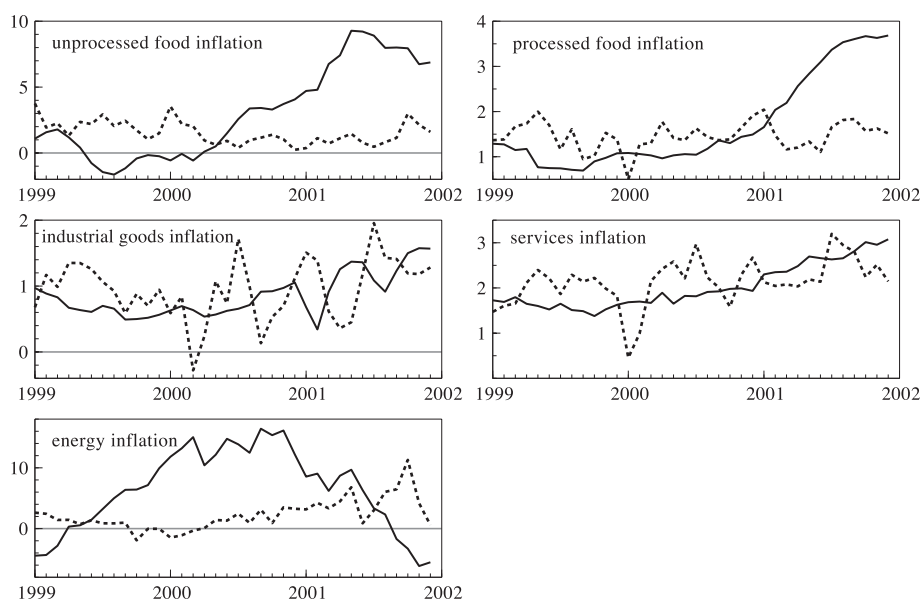 unprocessed food inflation
10
5
0
1999 2000 2001 2002
processed food inflation
4
3
2
1
1999 2000 2001 2002
industrial goods inflation
2
1
0
1999 2000 2001 2002
services inflation
3
2
1
1999 2000 2001 2002
energy inflation
10
0
1999 2000 2001 2002